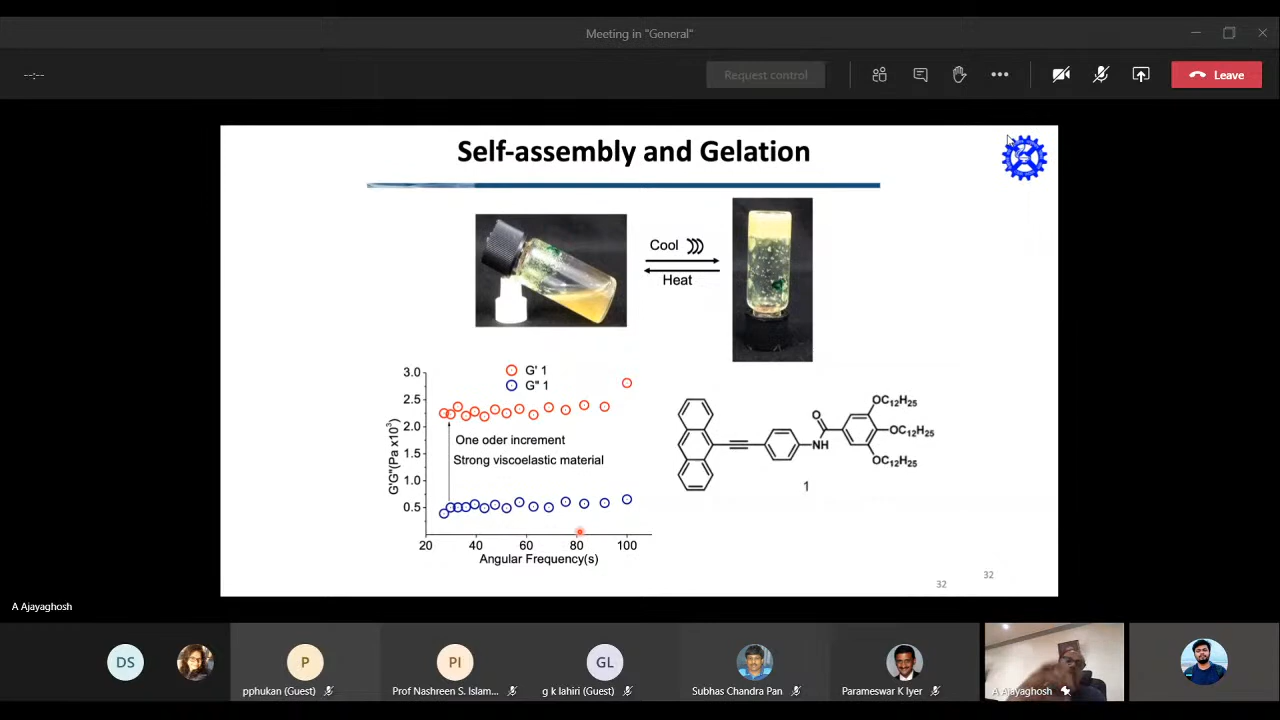 Meeting in "General"
--:--
Request control
Leave
Self-assembly and Gelation
Cool
Heat
3.0
2.5
2.0
1.5
1.0
0.5
G'G"(Pa x10³)
G' 1
G" 1
One oder increment
Strong viscoelastic material
20 40 60 80 100
Angular Frequency(s)
O
NH
OC₁₂H₂₅
OC₁₂H₂₅
OC₁₂H₂₅
1
32
32
A Ajayaghosh
DS
P
PI
GL
pphukan (Guest)
Prof Nashreen S. Islam...
g k lahiri (Guest)
Subhas Chandra Pan
Parameswar K Iyer
A Ajayaghosh